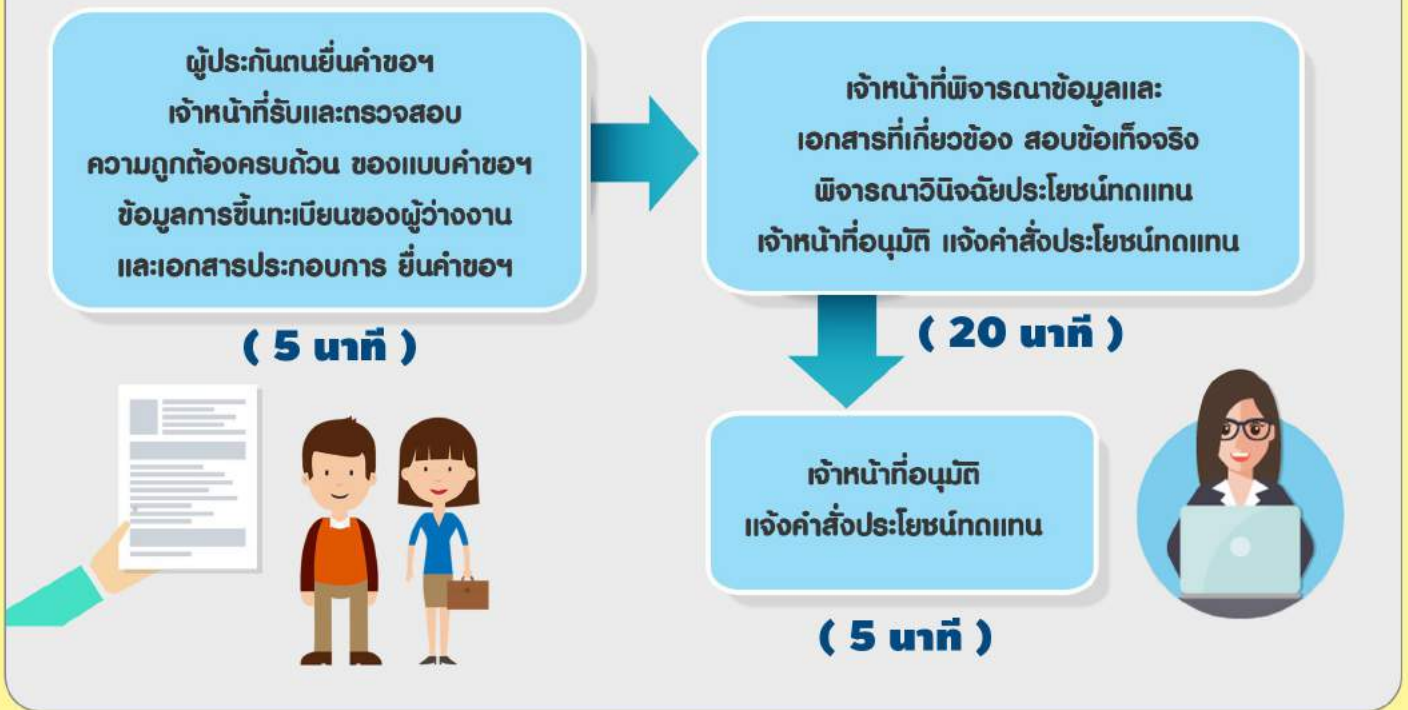 ผู้ประกันตนยื่นคำขอฯ
เจ้าหน้าที่รับและตรวจสอบ
ความถูกต้องครบถ้วน ของแบบคำขอฯ
ข้อมูลการขึ้นทะเบียนของผู้ว่างงาน
และเอกสารประกอบการ ยื่นคำขอฯ
( 5 นาที )
เจ้าหน้าที่พิจารณาข้อมูลและ
เอกสารที่เกี่ยวข้อง สอบข้อเท็จจริง
พิจารณาวินิจฉัยประโยชน์ทดแทน
เจ้าหน้าที่อนุมัติ แจ้งคำสั่งประโยชน์ทดแทน
( 20 นาที )
เจ้าหน้าที่อนุมัติ
แจ้งคำสั่งประโยชน์ทดแทน
( 5 นาที )